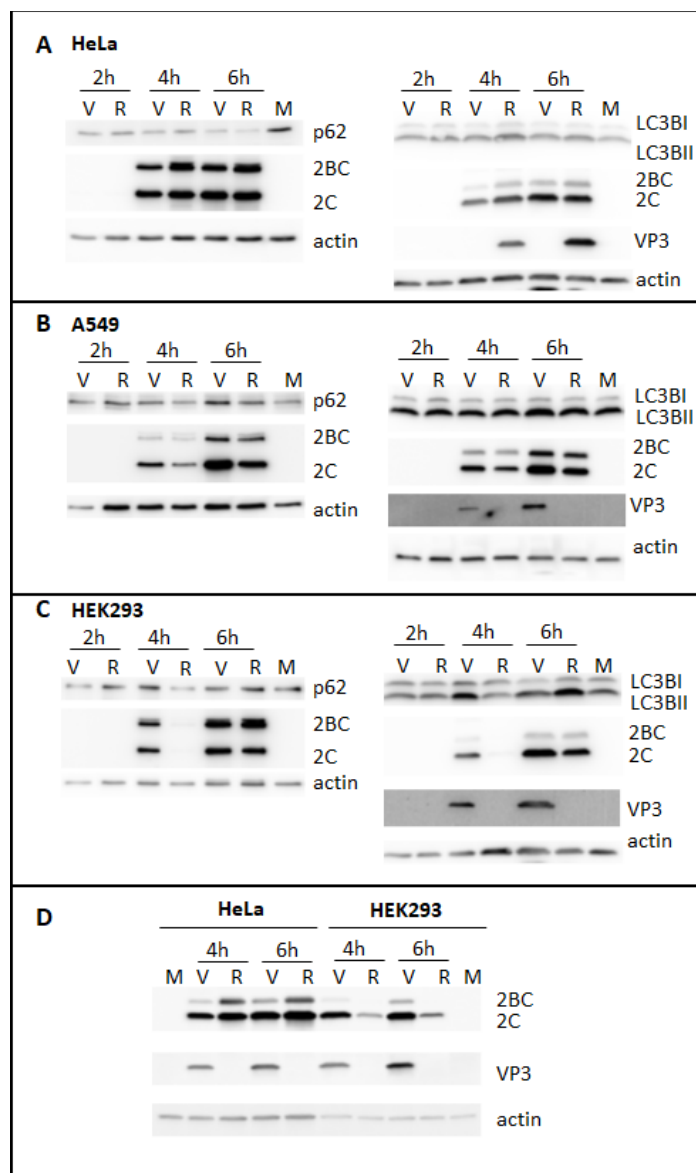 A HeLa
2h 4h 6h
V R V R V R M
p62
2BC
2C
actin
2h 4h 6h
V R V R V R M
LC3BI
LC3BII
2BC
2C
VP3
actin
B A549
2h 4h 6h
V R V R V R M
p62
2BC
2C
actin
2h 4h 6h
V R V R V R M
LC3BI
LC3BII
2BC
2C
VP3
actin
C HEK293
2h 4h 6h
V R V R V R M
p62
2BC
2C
actin
2h 4h 6h
V R V R V R M
LC3BI
LC3BII
2BC
2C
VP3
actin
D
HeLa HEK293
4h 6h 4h 6h
M V R V R V R V R M
2BC
2C
VP3
actin